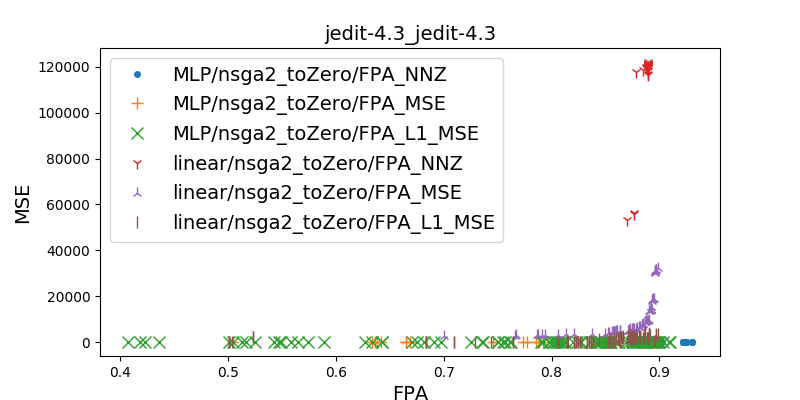 jedit-4.3_jedit-4.3
120000
100000
80000
60000
40000
20000
0
MSE
MLP/nsga2_toZero/FPA_NNZ
MLP/nsga2_toZero/FPA_MSE
MLP/nsga2_toZero/FPA_L1_MSE
linear/nsga2_toZero/FPA_NNZ
linear/nsga2_toZero/FPA_MSE
linear/nsga2_toZero/FPA_L1_MSE
0.4 0.5 0.6 0.7 0.8 0.9
FPA